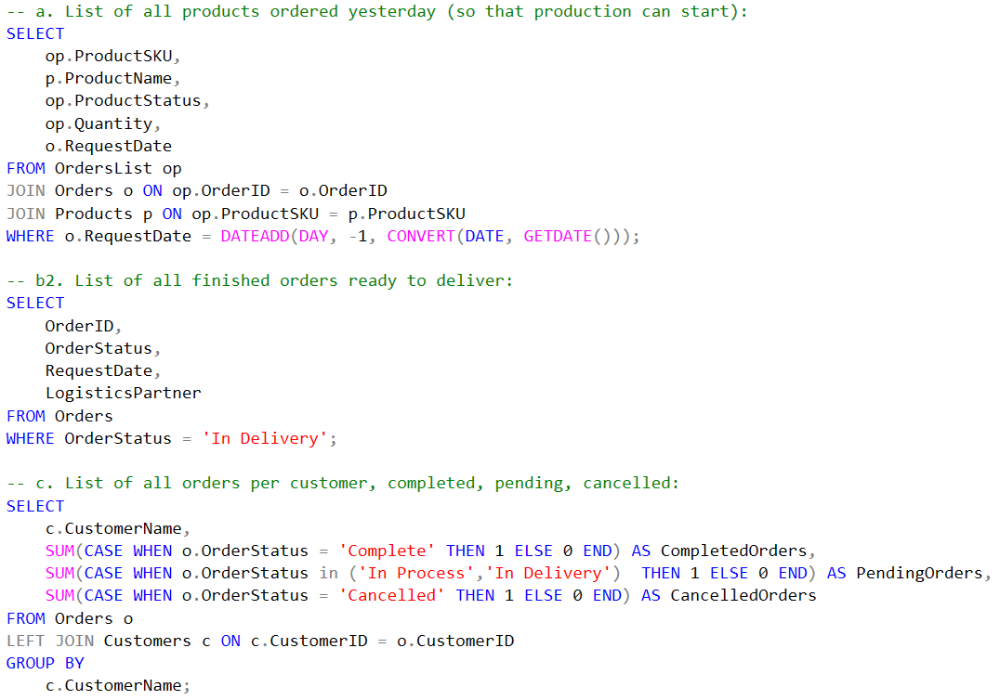 -- a. List of all products ordered yesterday (so that production can start):
SELECT
    op.ProductSKU,
    p.ProductName,
    op.ProductStatus,
    op.Quantity,
    o.RequestDate
FROM OrdersList op
JOIN Orders o ON op.OrderID = o.OrderID
JOIN Products p ON op.ProductSKU = p.ProductSKU
WHERE o.RequestDate = DATEADD(DAY, -1, CONVERT(DATE, GETDATE()));

-- b2. List of all finished orders ready to deliver:
SELECT
    OrderID,
    OrderStatus,
    RequestDate,
    LogisticsPartner
FROM Orders
WHERE OrderStatus = 'In Delivery';

-- c. List of all orders per customer, completed, pending, cancelled:
SELECT
    c.CustomerName,
    SUM(CASE WHEN o.OrderStatus = 'Complete' THEN 1 ELSE 0 END) AS CompletedOrders,
    SUM(CASE WHEN o.OrderStatus in ('In Process','In Delivery')  THEN 1 ELSE 0 END) AS PendingOrders,
    SUM(CASE WHEN o.OrderStatus = 'Cancelled' THEN 1 ELSE 0 END) AS CancelledOrders
FROM Orders o
LEFT JOIN Customers c ON c.CustomerID = o.CustomerID
GROUP BY
    c.CustomerName;